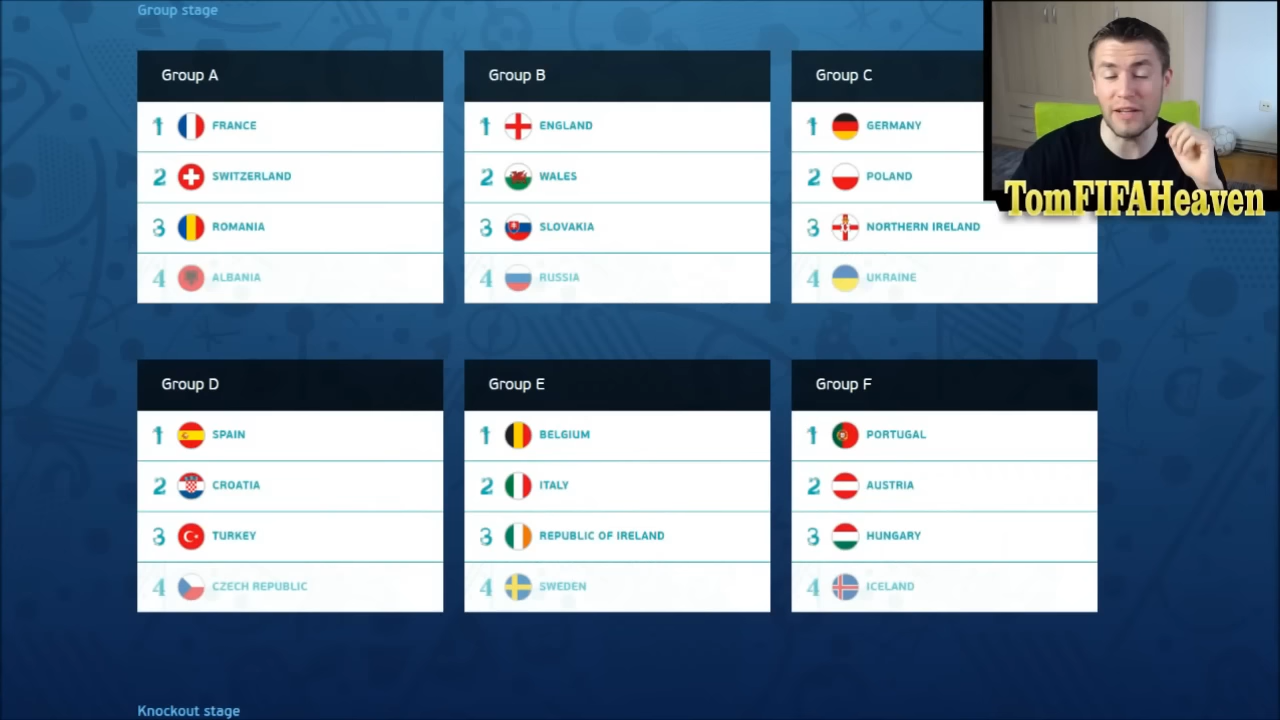 Group stage
Group A
1 FRANCE
2 SWITZERLAND
3 ROMANIA
4 ALBANIA
Group B
1 ENGLAND
2 WALES
3 SLOVAKIA
4 RUSSIA
Group C
1 GERMANY
2 POLAND
3 NORTHERN IRELAND
4 UKRAINE
TomFIFAHeaven
Group D
1 SPAIN
2 CROATIA
3 TURKEY
4 CZECH REPUBLIC
Group E
1 BELGIUM
2 ITALY
3 REPUBLIC OF IRELAND
4 SWEDEN
Group F
1 PORTUGAL
2 AUSTRIA
3 HUNGARY
4 ICELAND
Knockout stage